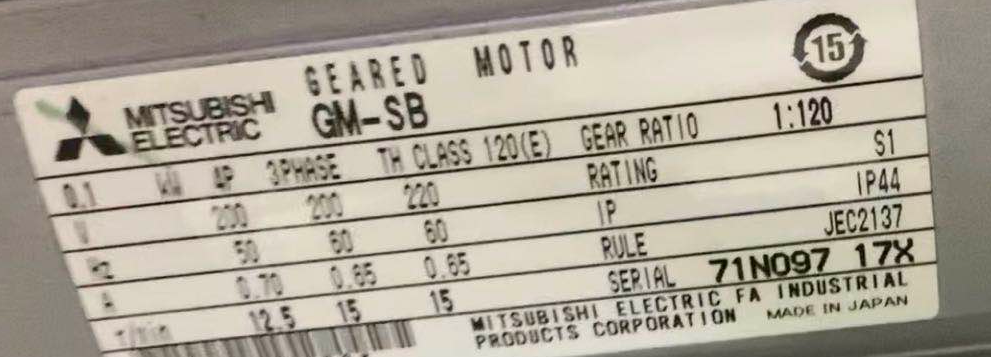 GEARED MOTOR 15
MITSUBISHI
ELECTRIC
GM-SB
0.1 kW 4P 3PHASE TH CLASS 120(E) GEAR RATIO 1:120
V 200 200 220 RATING S1
Hz 50 60 60 IP IP44
A 0.70 0.65 0.65 RULE JEC2137
r/min 12.5 15 15 SERIAL 71N097 17X
MITSUBISHI ELECTRIC FA INDUSTRIAL
PRODUCTS CORPORATION MADE IN JAPAN